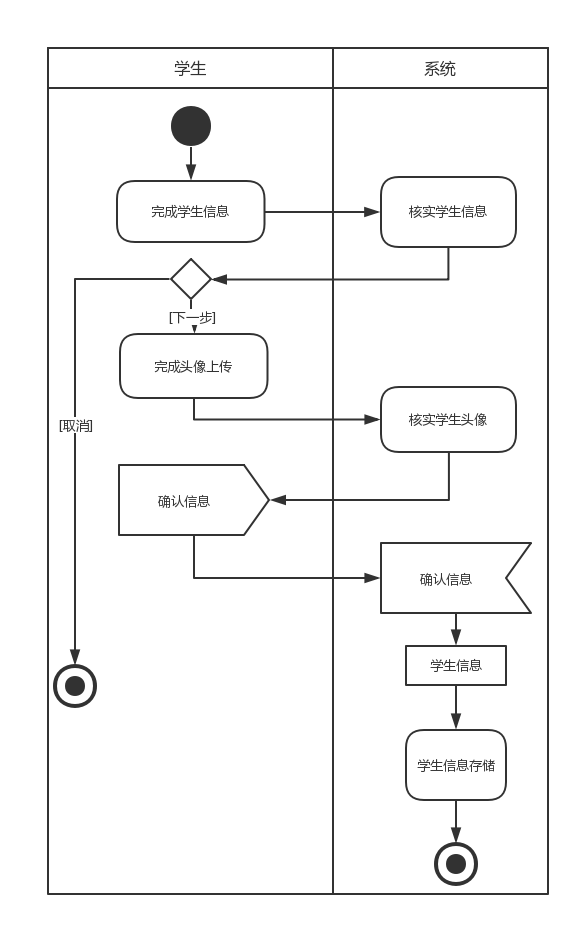 学生
系统
完成学生信息
核实学生信息
[下一步]
完成头像上传
核实学生头像
[取消]
确认信息
确认信息
学生信息
学生信息存储